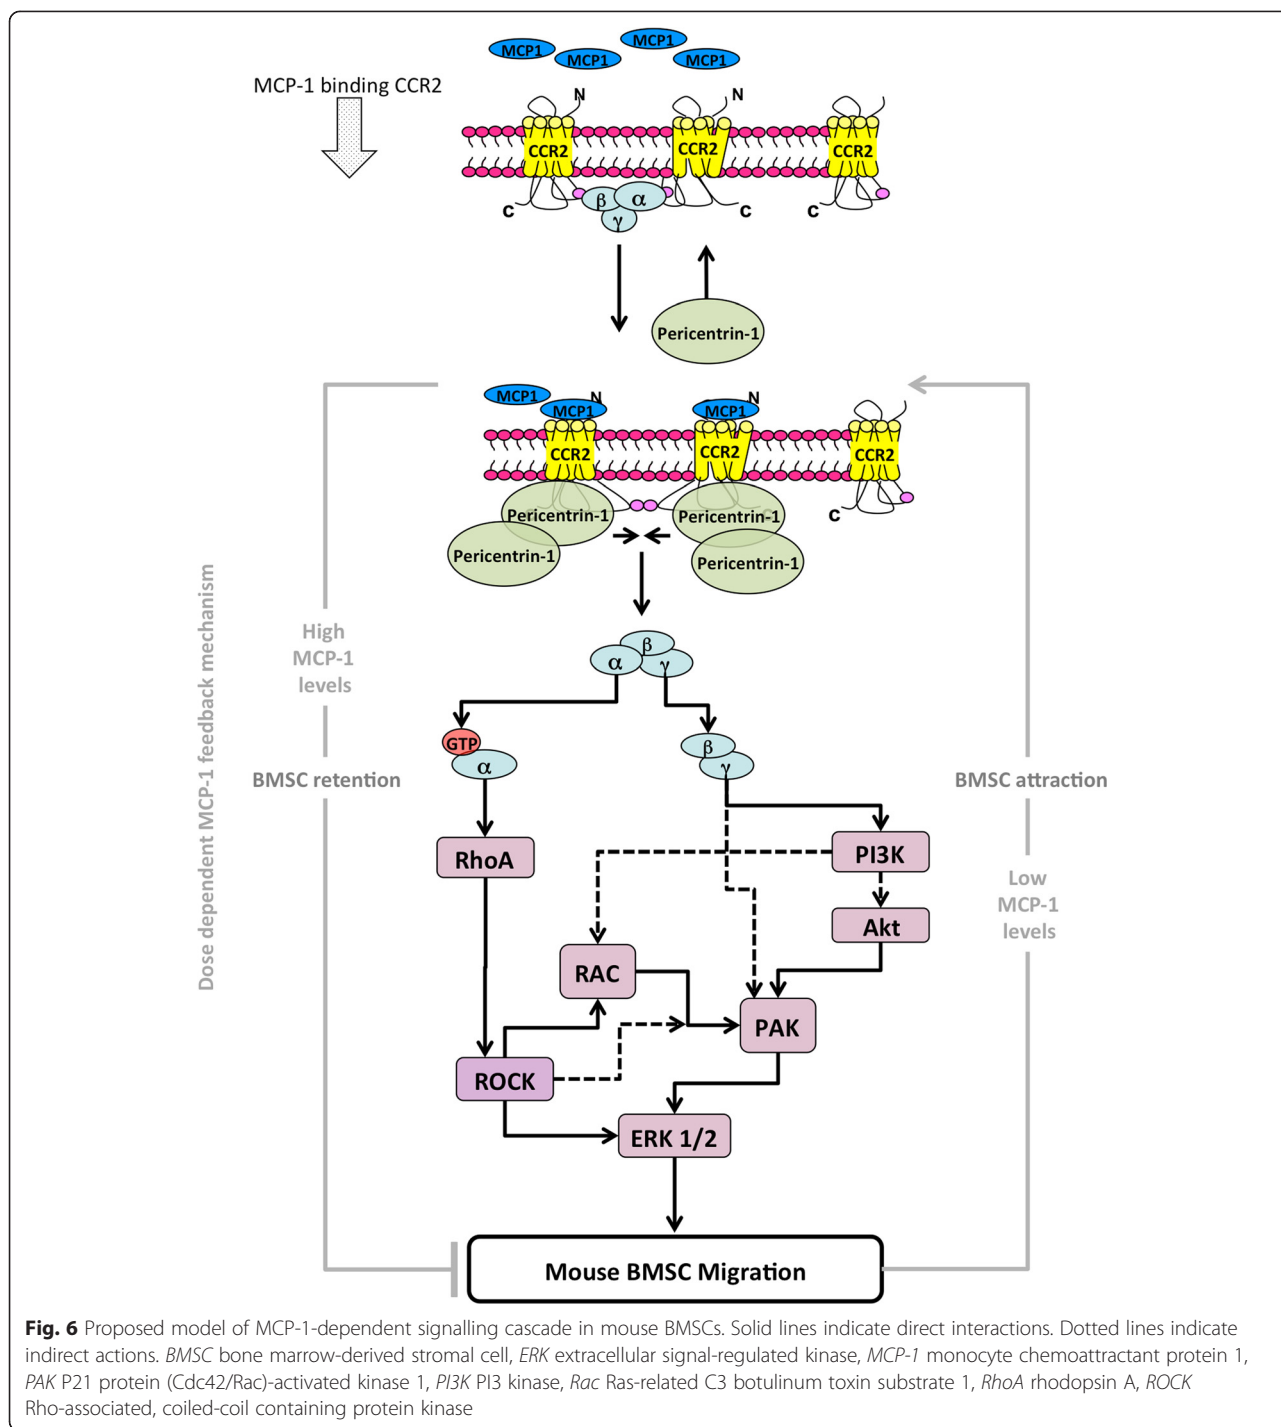 MCP1
MCP1
MCP1
MCP1
MCP-1 binding CCR2
N
N
CCR2
CCR2
CCR2
β
α
γ
C
C
C
Pericentrin-1
MCP1
MCP1
N
MCP1
N
CCR2
CCR2
CCR2
Pericentrin-1
Pericentrin-1
C
Pericentrin-1
Pericentrin-1
Dose dependent MCP-1 feedback mechanism
High
MCP-1
levels
BMSC retention
β
α
γ
GTP
α
β
γ
BMSC attraction
Low
MCP-1
levels
RhoA
PI3K
Akt
RAC
PAK
ROCK
ERK 1/2
Mouse BMSC Migration
Fig. 6 Proposed model of MCP-1-dependent signalling cascade in mouse BMSCs. Solid lines indicate direct interactions. Dotted lines indicate
indirect actions. BMSC bone marrow-derived stromal cell, ERK extracellular signal-regulated kinase, MCP-1 monocyte chemoattractant protein 1,
PAK P21 protein (Cdc42/Rac)-activated kinase 1, PI3K PI3 kinase, Rac Ras-related C3 botulinum toxin substrate 1, RhoA rhodopsin A, ROCK
Rho-associated, coiled-coil containing protein kinase